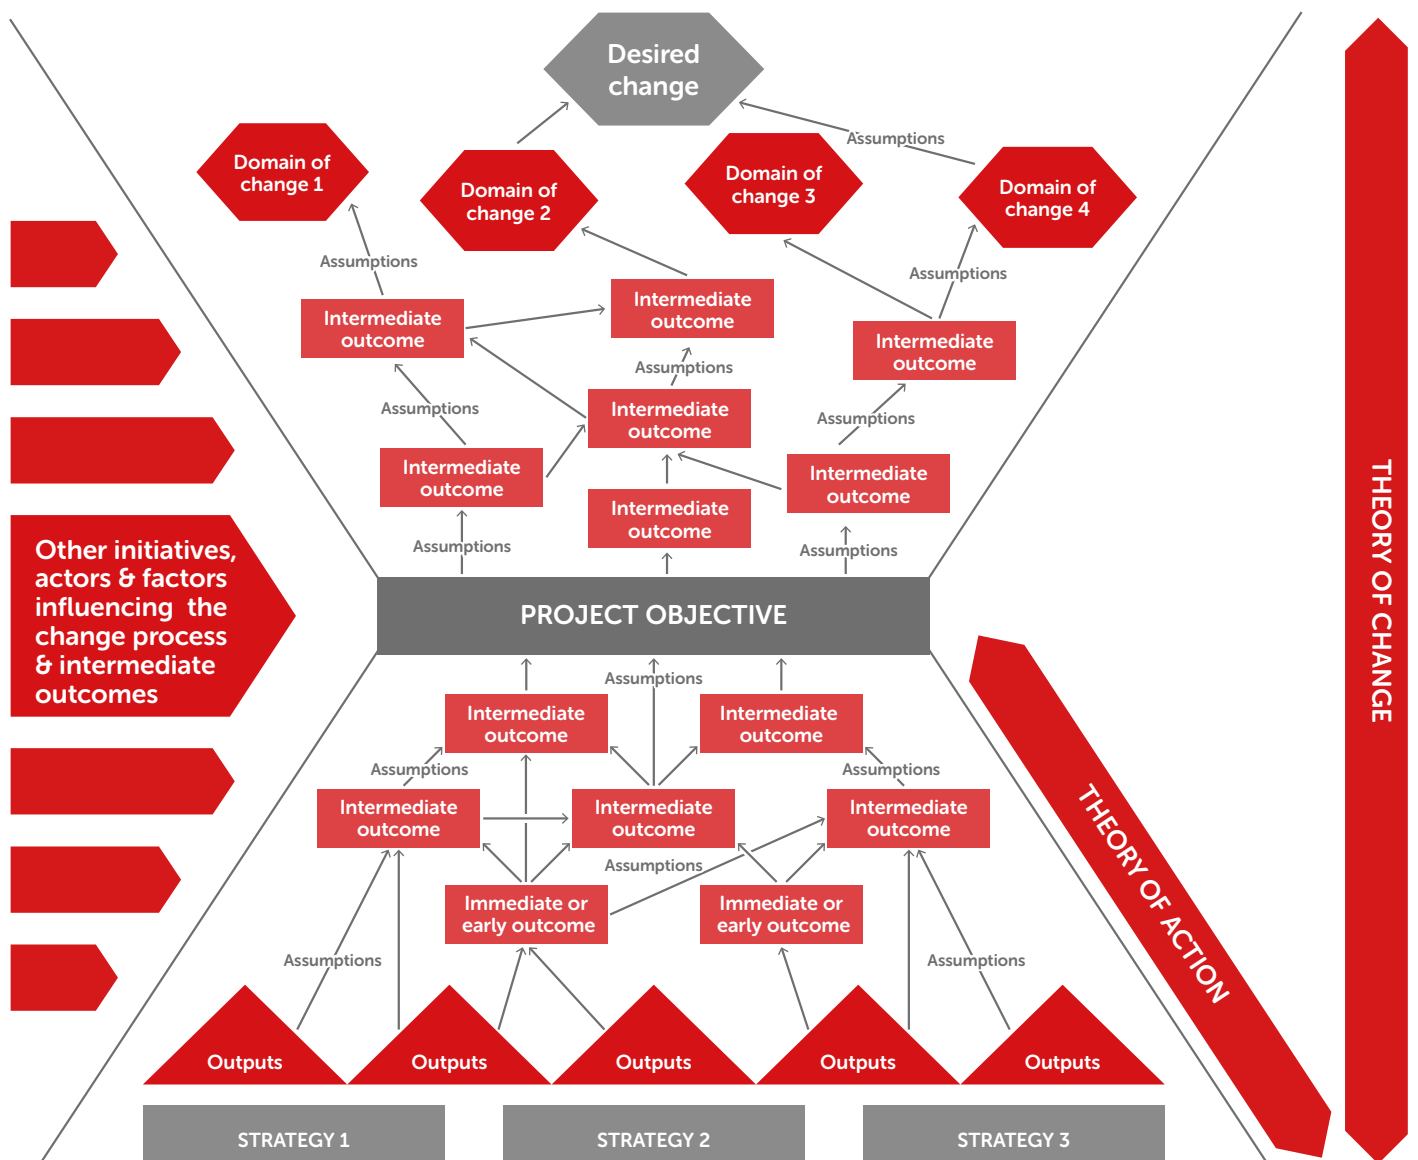 Desired
change
Assumptions
Domain of
change 1
Domain of
change 2
Domain of
change 3
Domain of
change 4
Assumptions
Assumptions
Intermediate
outcome
Intermediate
outcome
Intermediate
outcome
Assumptions
Assumptions
Intermediate
outcome
Assumptions
Intermediate
outcome
Intermediate
outcome
Intermediate
outcome
Assumptions
Assumptions
Other initiatives,
actors & factors
influencing the
change process
& intermediate
outcomes
PROJECT OBJECTIVE
Assumptions
Intermediate
outcome
Intermediate
outcome
Assumptions
Assumptions
Intermediate
outcome
Intermediate
outcome
Intermediate
outcome
Assumptions
Immediate or
early outcome
Immediate or
early outcome
Assumptions
Assumptions
Outputs
Outputs
Outputs
Outputs
Outputs
STRATEGY 1
STRATEGY 2
STRATEGY 3
THEORY OF ACTION
THEORY OF CHANGE